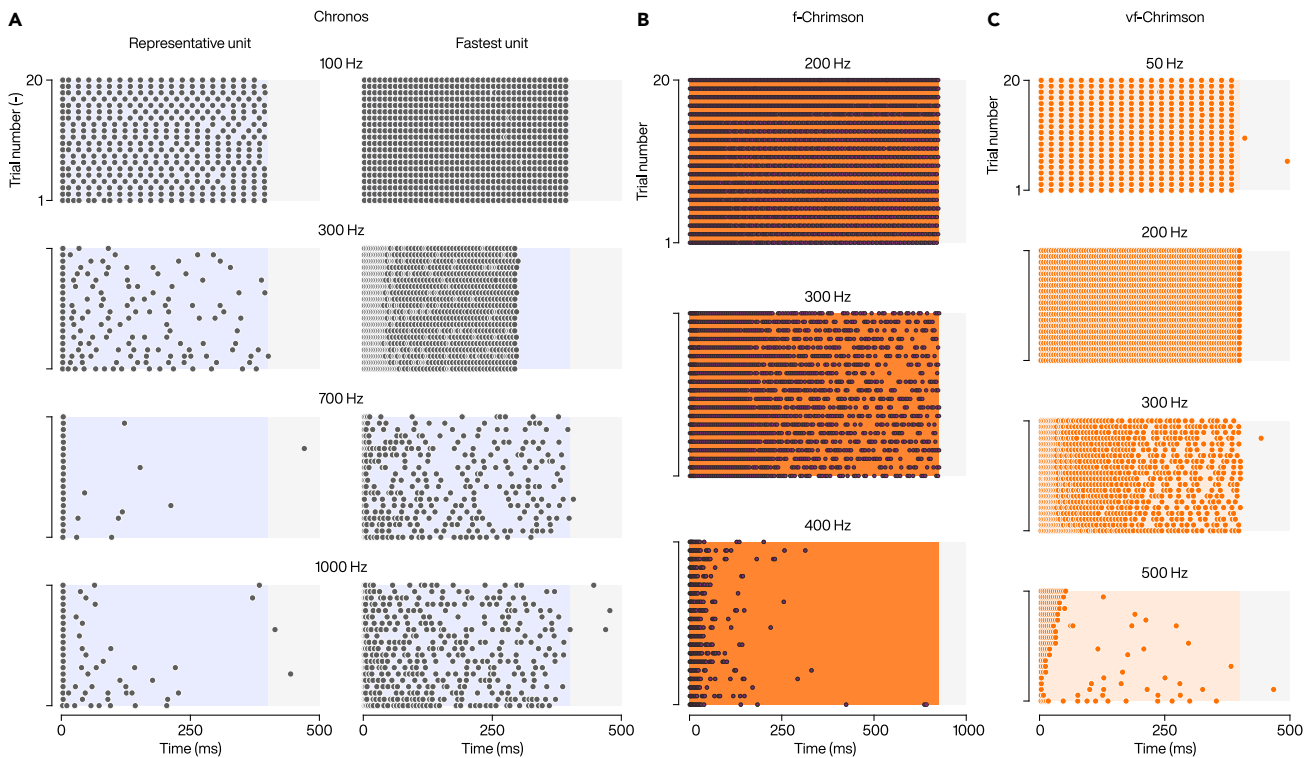 A
Chronos
Representative unit
Fastest unit
100 Hz
20
1
Trial number (-)
300 Hz
700 Hz
1000 Hz
0
250
500
0
250
500
Time (ms)
Time (ms)
B
f-Chrimson
200 Hz
20
1
Trial number
300 Hz
400 Hz
0
250
500
750
1000
Time (ms)
C
vf-Chrimson
50 Hz
20
1
Trial number
200 Hz
300 Hz
500 Hz
0
250
500
Time (ms)